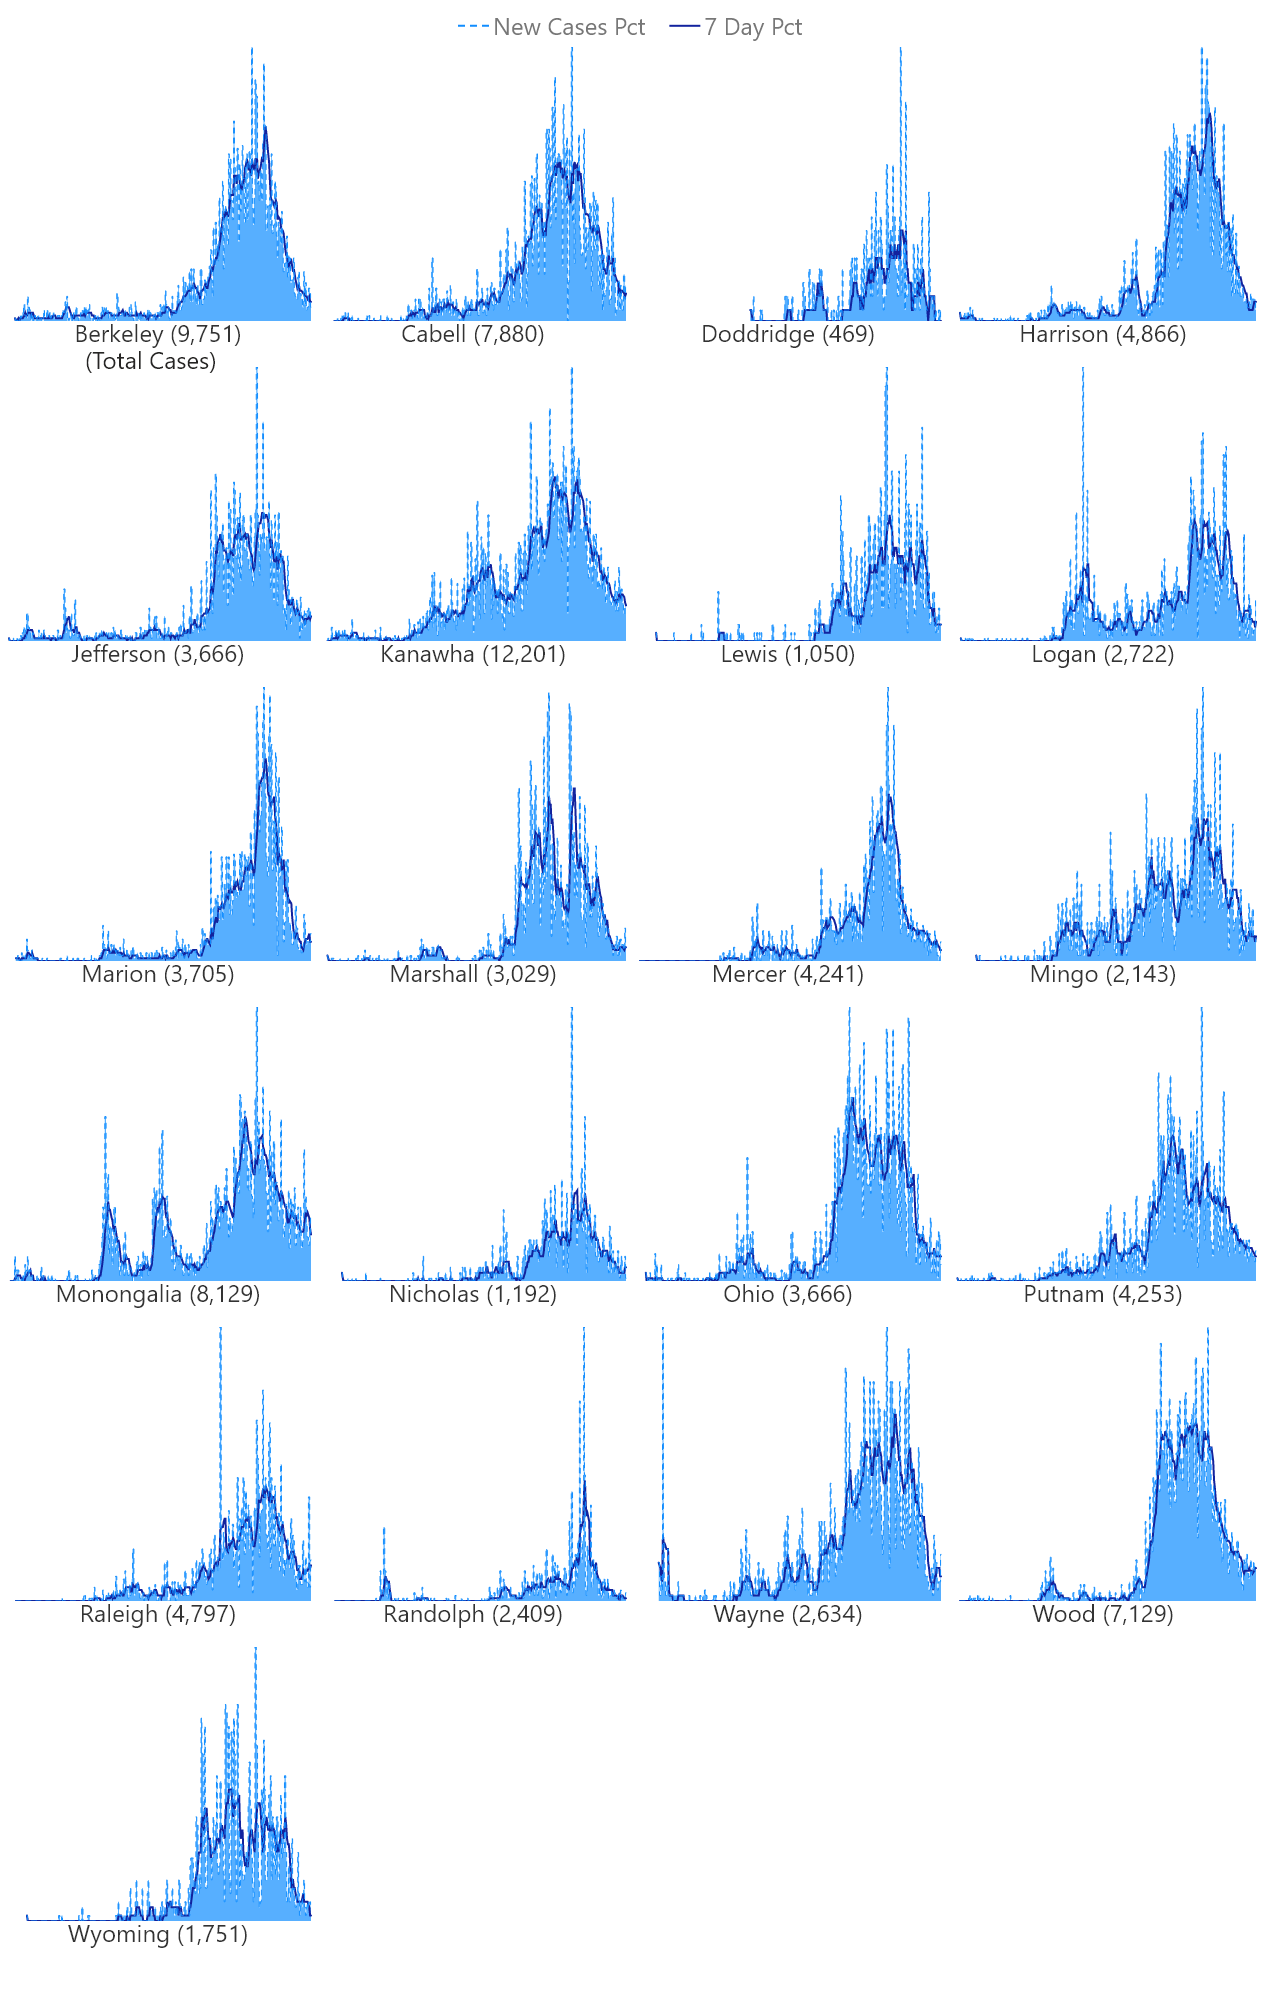 New Cases Pct 7 Day Pct
Berkeley (9,751) Cabell (7,880) Doddridge (469) Harrison (4,866)
(Total Cases)
Jefferson (3,666) Kanawha (12,201) Lewis (1,050) Logan (2,722)
Marion (3,705) Marshall (3,029) Mercer (4,241) Mingo (2,143)
Monongalia (8,129) Nicholas (1,192) Ohio (3,666) Putnam (4,253)
Raleigh (4,797) Randolph (2,409) Wayne (2,634) Wood (7,129)
Wyoming (1,751)